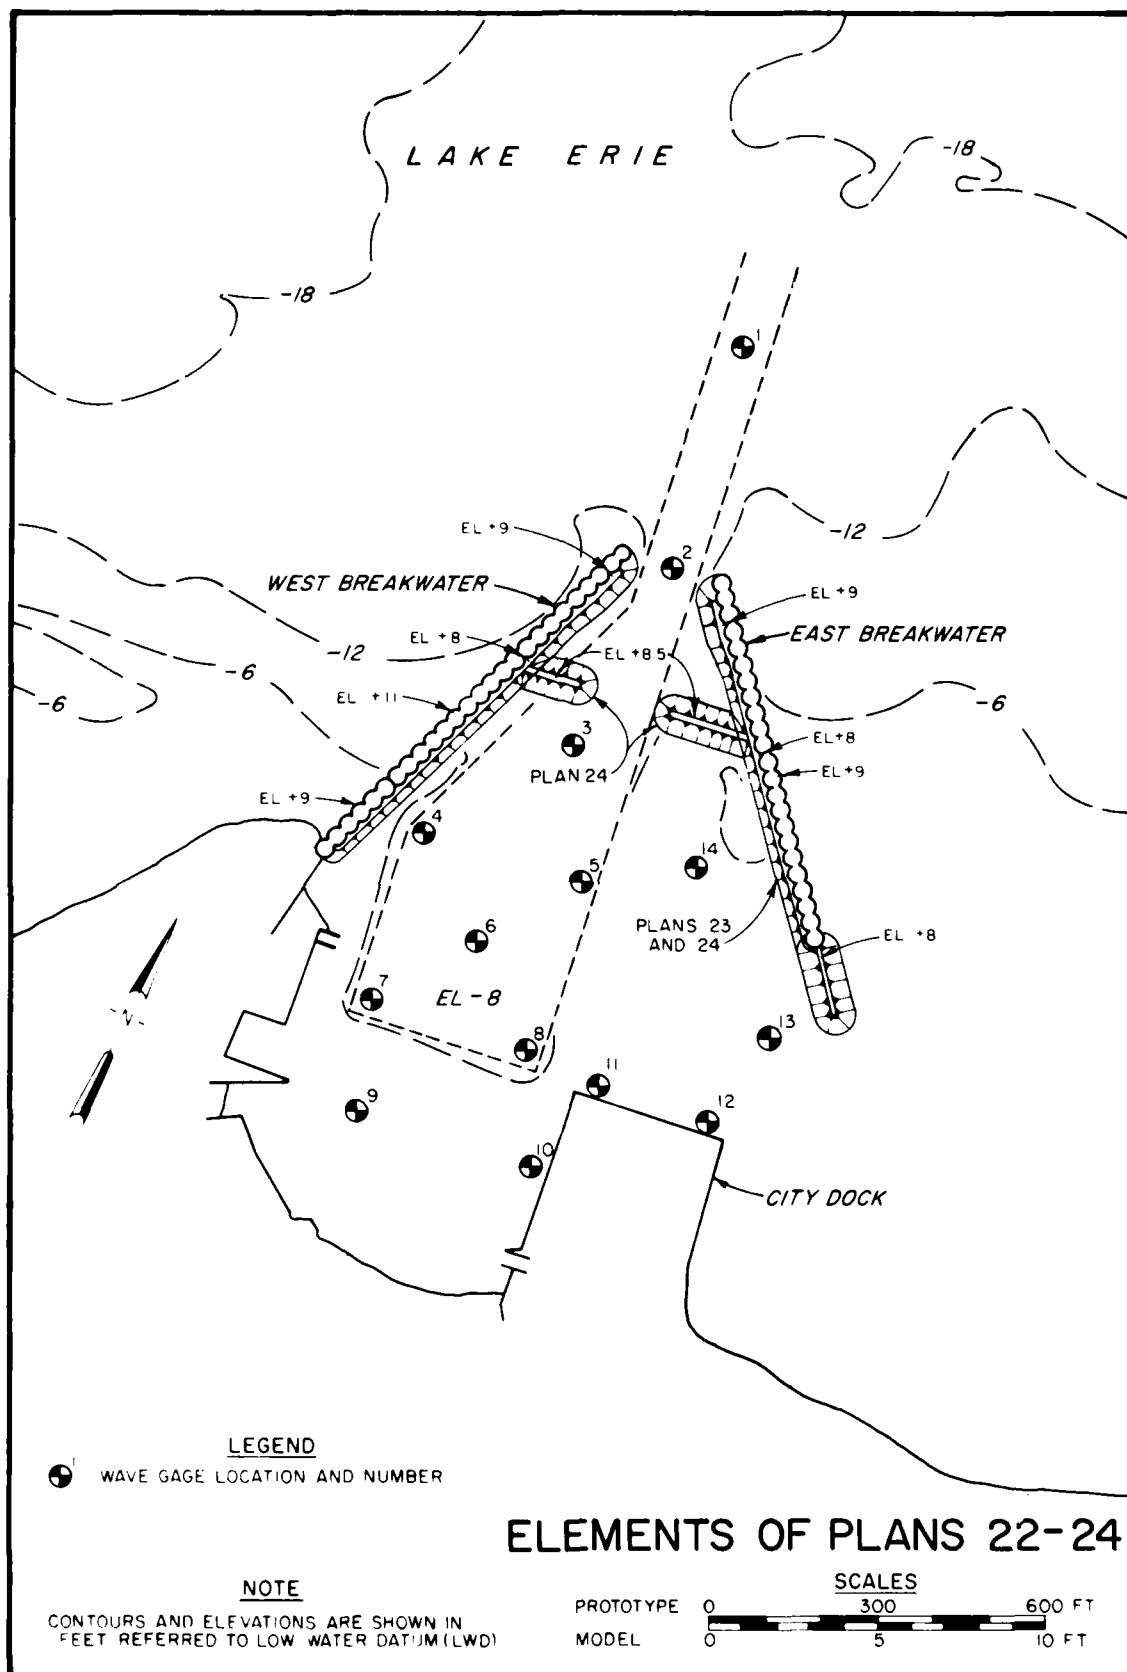 LAKE ERIE
-18
-18
1
EL +9
2
-12
WEST BREAKWATER
EL +9
EAST BREAKWATER
EL +8
EL +8.5
-12
-6
-6
EL +11
-6
3
EL+8
PLAN 24
EL+9
EL +9
4
14
5
PLANS 23
AND 24
EL +8
6
7
EL -8
-N-
8
13
11
9
12
10
CITY DOCK
LEGEND
1
WAVE GAGE LOCATION AND NUMBER
ELEMENTS OF PLANS 22-24
NOTE
CONTOURS AND ELEVATIONS ARE SHOWN IN
FEET REFERRED TO LOW WATER DATUM (LWD)
SCALES
PROTOTYPE 0 300 600 FT
MODEL 0 5 10 FT